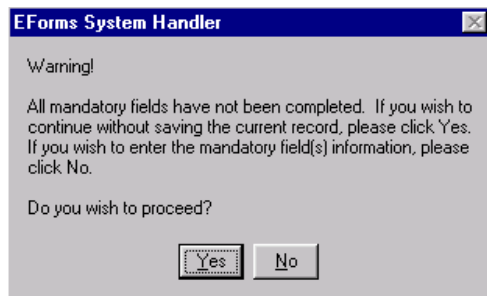 EForms System Handler
Warning!
All mandatory fields have not been completed.  If you wish to
continue without saving the current record, please click Yes.
If you wish to enter the mandatory field(s) information, please
click No.
Do you wish to proceed?
Yes
No